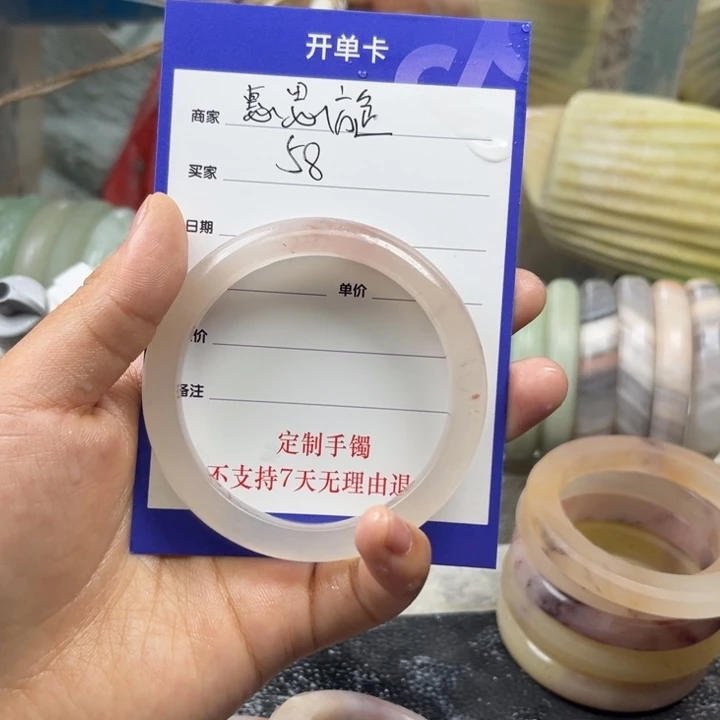 开单卡
商家
买家 58
日期
单价
价
备注
定制手镯
不支持7天无理由退